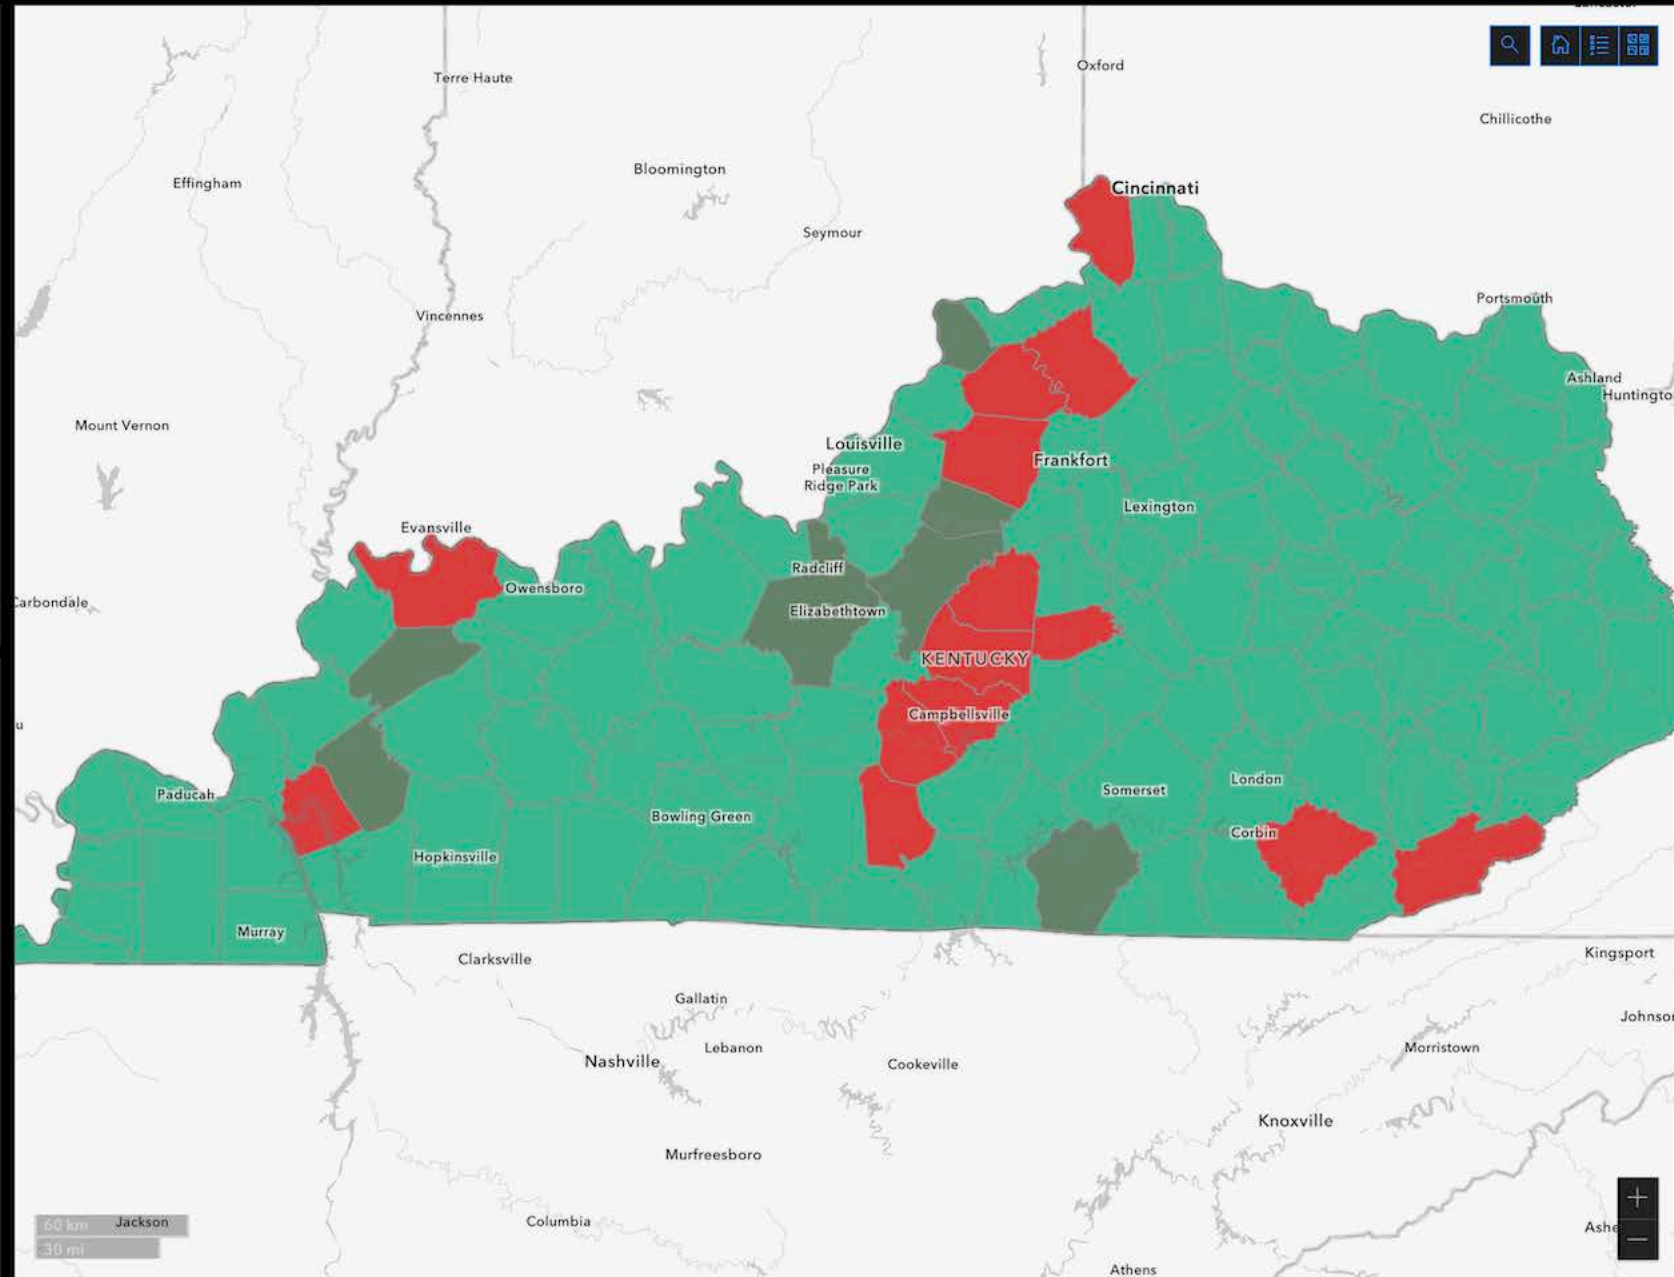 Oxford
Terre Haute
Chillicothe
Bloomington
Effingham
Cincinnati
Seymour
Portsmouth
Vincennes
Ashland
Huntingto
Mount Vernon
Louisville
Frankfort
Pleasure
Ridge Park
Lexington
Evansville
Radcliff
Owensboro
Carbondale
Elizabethtown
KENTUCKY
Campbellsville
u
London
Somerset
Paducah
Bowling Green
Corbin
Hopkinsville
Murray
Kingsport
Clarksville
Gallatin
Johnso
Lebanon
Morristown
Nashville
Cookeville
Knoxville
Murfreesboro
60 km
Jackson
Columbia
Ashe
30 mi
Athens